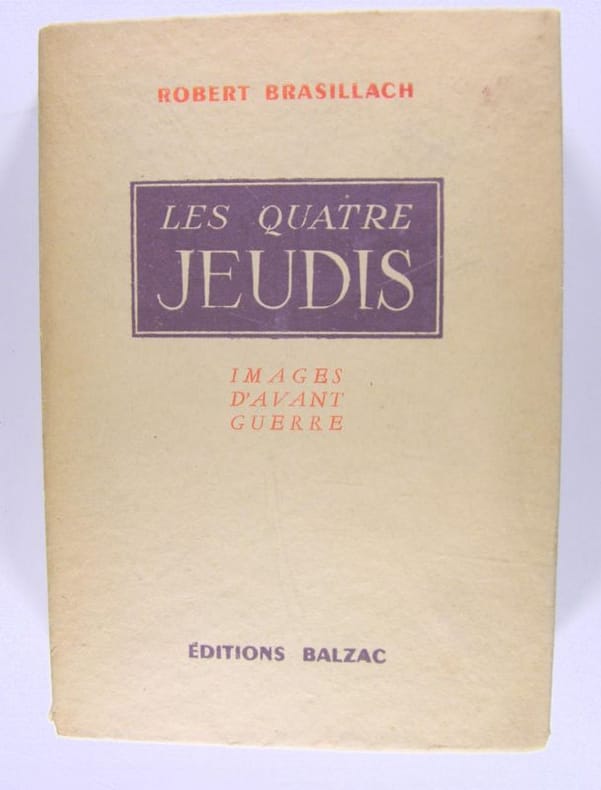 ROBERT BRASILLACH
LES QUATRE
JEUDIS
IMAGES
D'AVANT
GUERRE
ÉDITIONS BALZAC